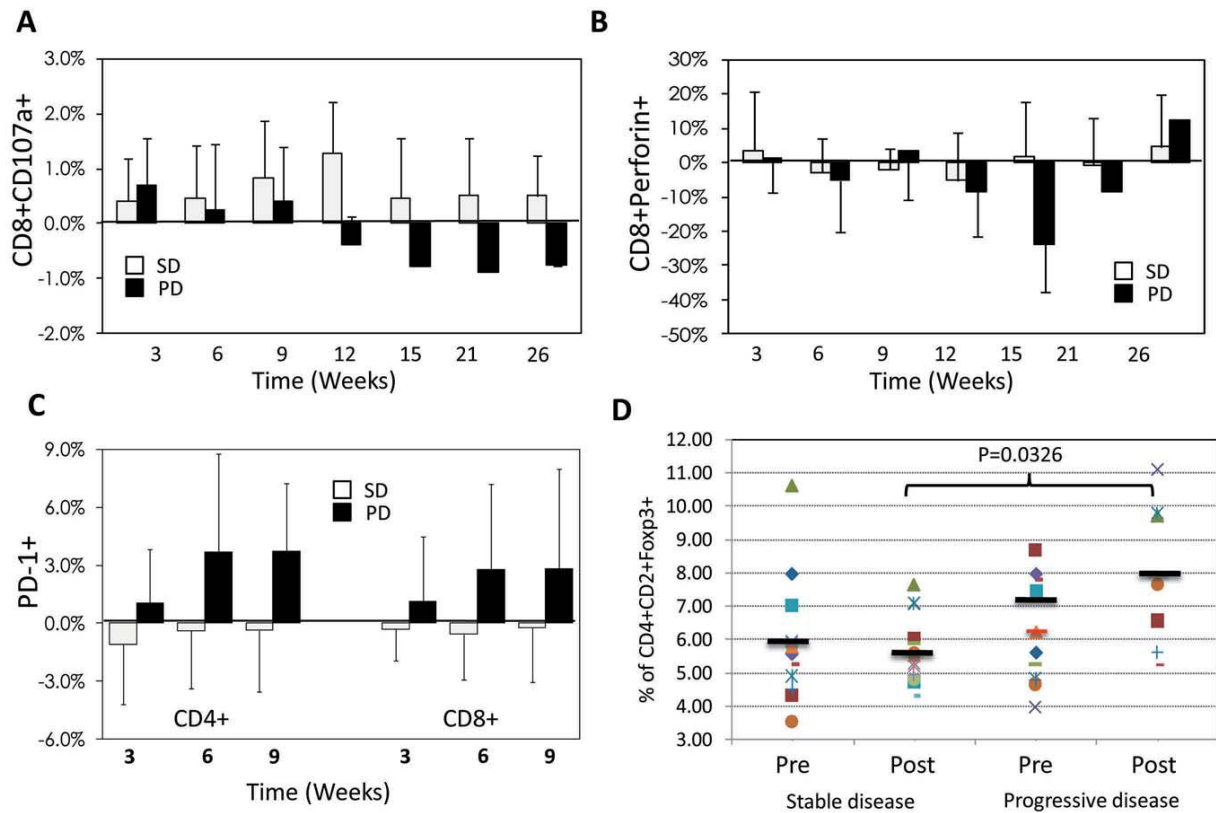 A
3.0%
2.0%
1.0%
0.0%
-1.0%
-2.0%
CD8+CD107a+
SD
PD
3 6 9 12 15 21 26
Time (Weeks)
B
30%
20%
10%
0%
-10%
-20%
-30%
-40%
-50%
CD8+Perforin+
SD
PD
3 6 9 12 15 21 26
Time (Weeks)
C
9.0%
6.0%
3.0%
0.0%
-3.0%
-6.0%
PD-1+
SD
PD
CD4+ CD8+
3 6 9 3 6 9
Time (Weeks)
D
12.00
11.00
10.00
9.00
8.00
7.00
6.00
5.00
4.00
3.00
% of CD4+CD2+Foxp3+
P=0.0326
Pre Post Pre Post
Stable disease Progressive disease